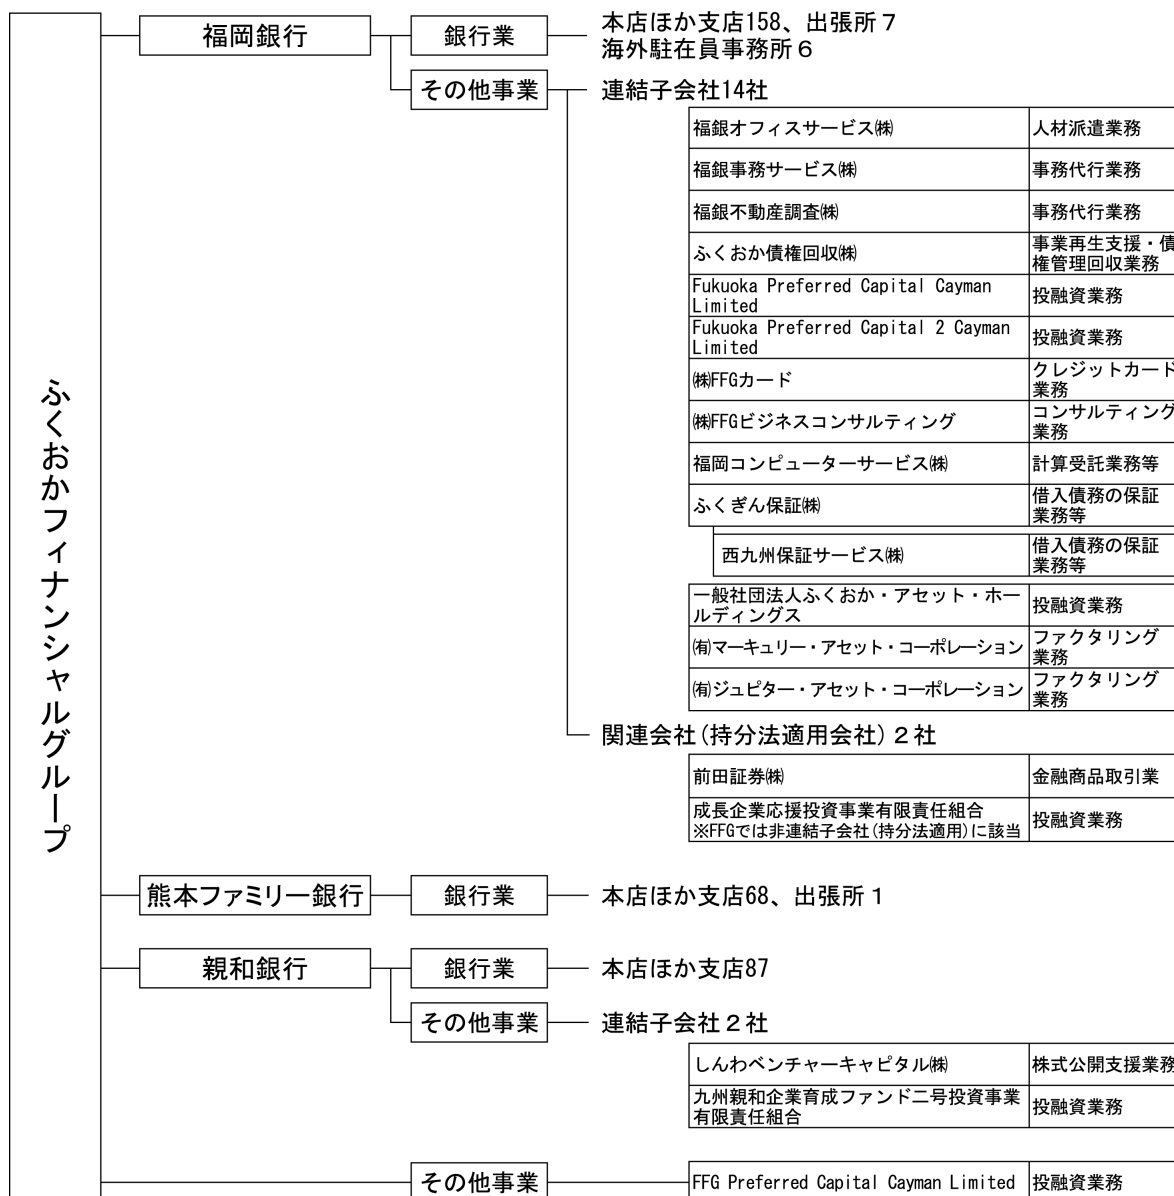 ふくおかフィナンシャルグループ
福岡銀行
銀行業
本店ほか支店158、出張所７
海外駐在員事務所６
その他事業
連結子会社14社
福銀オフィスサービス㈱
人材派遣業務
福銀事務サービス㈱
事務代行業務
福銀不動産調査㈱
事務代行業務
ふくおか債権回収㈱
事業再生支援・債
権管理回収業務
Fukuoka Preferred Capital Cayman
Limited
投融資業務
Fukuoka Preferred Capital 2 Cayman
Limited
投融資業務
㈱FFGカード
クレジットカード
業務
㈱FFGビジネスコンサルティング
コンサルティング
業務
福岡コンピューターサービス㈱
計算受託業務等
ふくぎん保証㈱
借入債務の保証
業務等
西九州保証サービス㈱
借入債務の保証
業務等
一般社団法人ふくおか・アセット・ホー
ルディングス
投融資業務
㈲マーキュリー・アセット・コーポレーション
ファクタリング
業務
㈲ジュピター・アセット・コーポレーション
ファクタリング
業務
関連会社(持分法適用会社)２社
前田証券㈱
金融商品取引業
成長企業応援投資事業有限責任組合
※FFGでは非連結子会社(持分法適用)に該当
投融資業務
熊本ファミリー銀行
銀行業
本店ほか支店68、出張所１
親和銀行
銀行業
本店ほか支店87
その他事業
連結子会社２社
しんわベンチャーキャピタル㈱
株式公開支援業務
九州親和企業育成ファンド二号投資事業
有限責任組合
投融資業務
その他事業
FFG Preferred Capital Cayman Limited
投融資業務